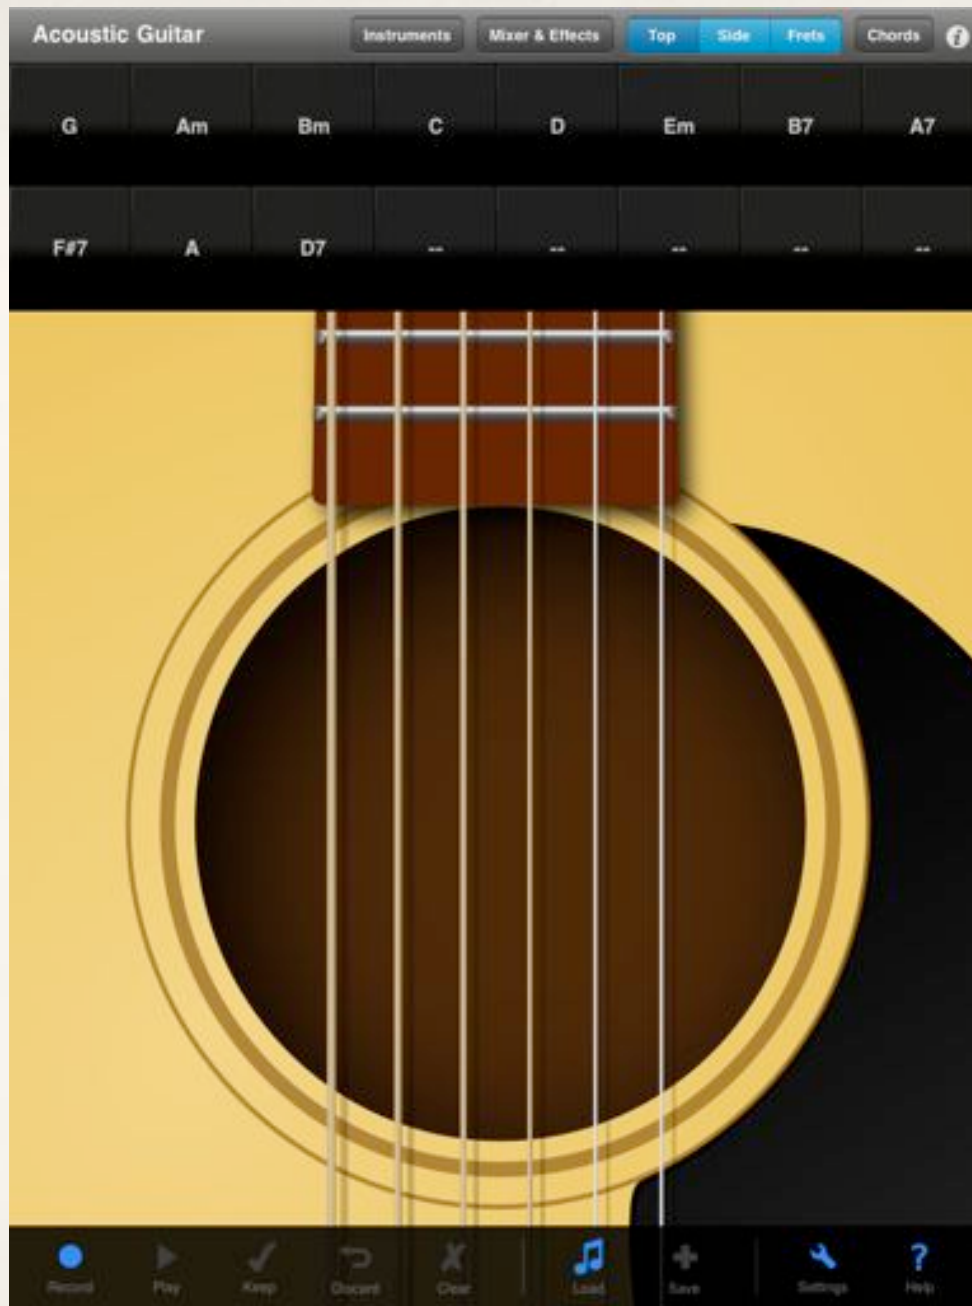 Acoustic Guitar Instruments Mixer & Effects Top Side Frets Chords i
G Am Bm C D Em B7 A7
F#7 A D7 -- -- -- -- --
Record Play Keep Discard Clear Load Save Settings ? Help